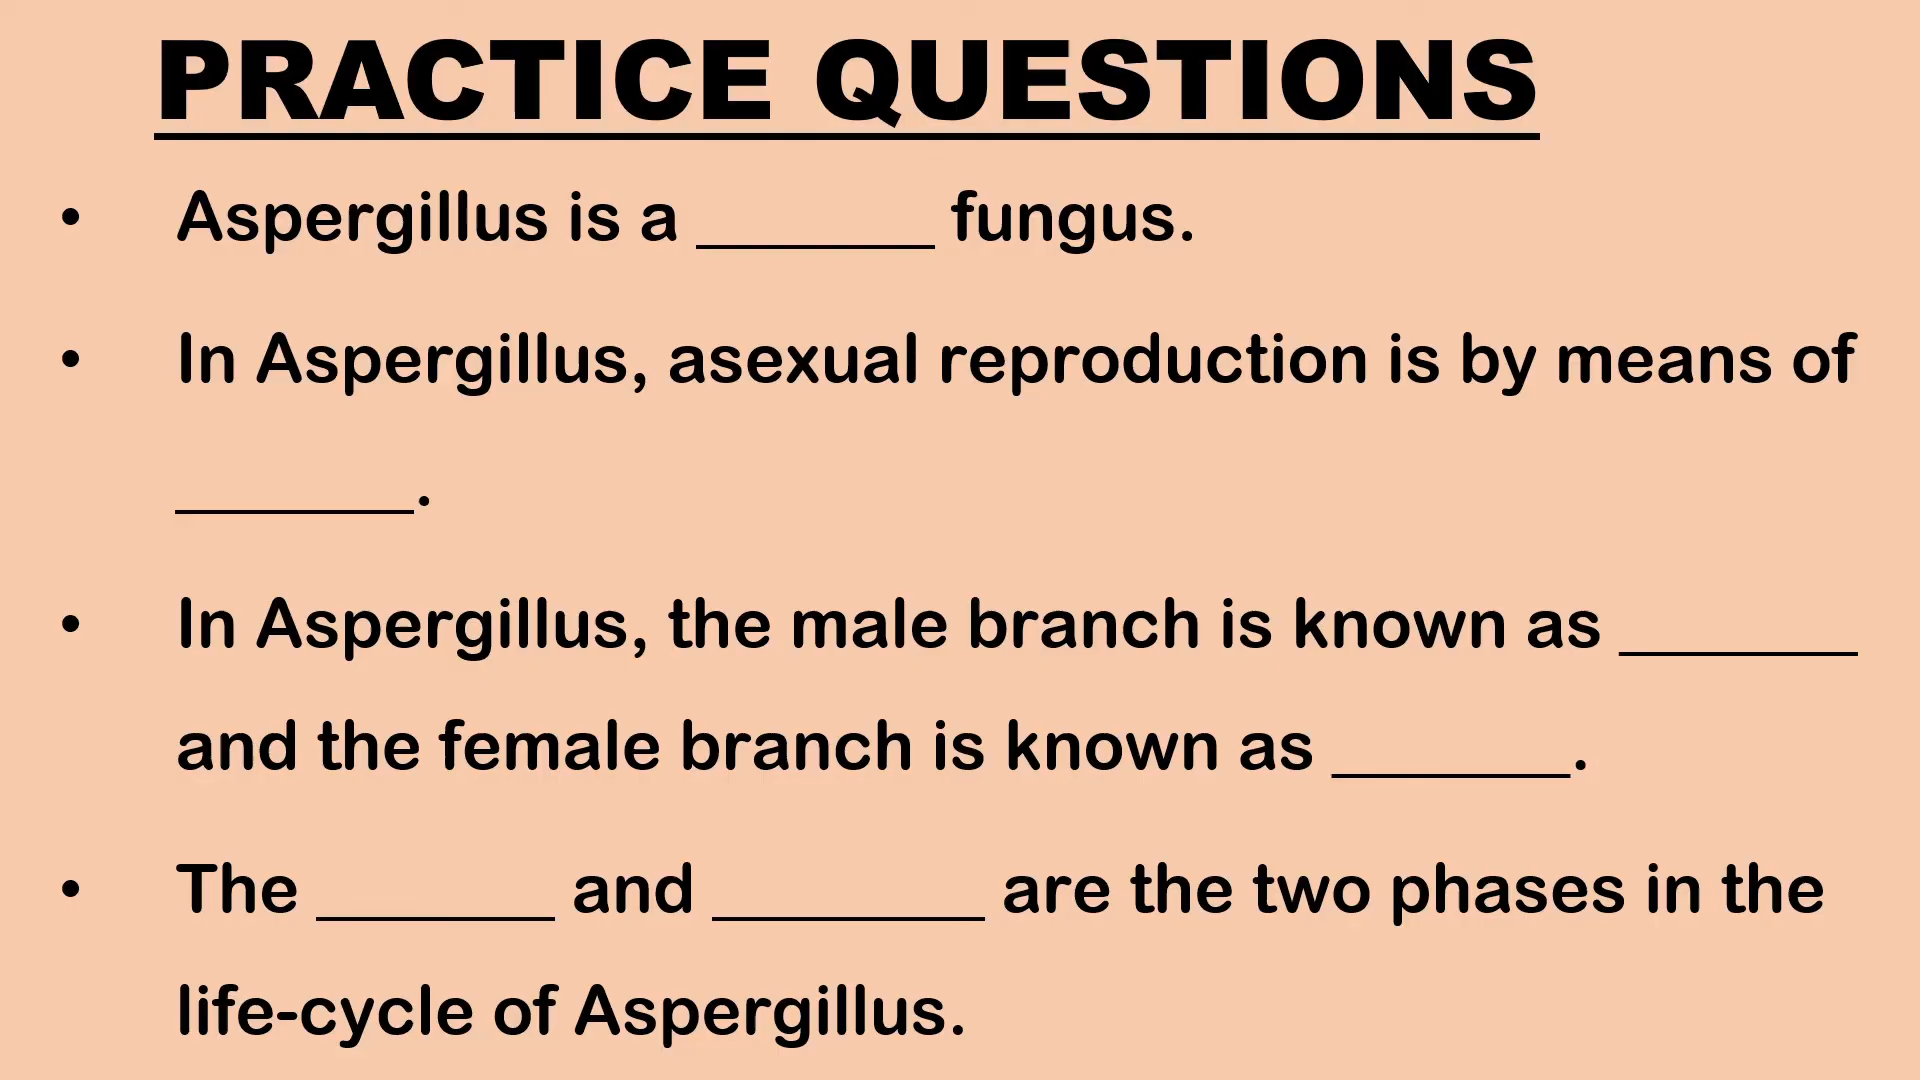 PRACTICE QUESTIONS
• Aspergillus is a _______ fungus.
• In Aspergillus, asexual reproduction is by means of
_______.
• In Aspergillus, the male branch is known as _______
and the female branch is known as _______.
• The _______ and ________ are the two phases in the
life-cycle of Aspergillus.